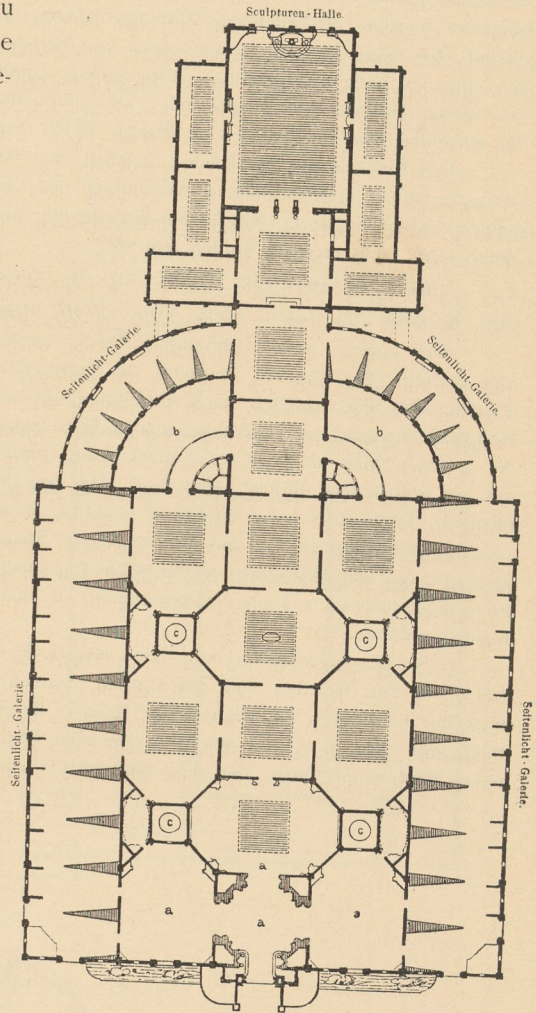 u
e
e-
Sculpturen-Halle.
Seitenlicht-Galerie.
Seitenlicht-Galerie.
b
b
c
c
Seitenlicht-Galerie.
Seitenlicht-Galerie.
c
c
a
a
a
a